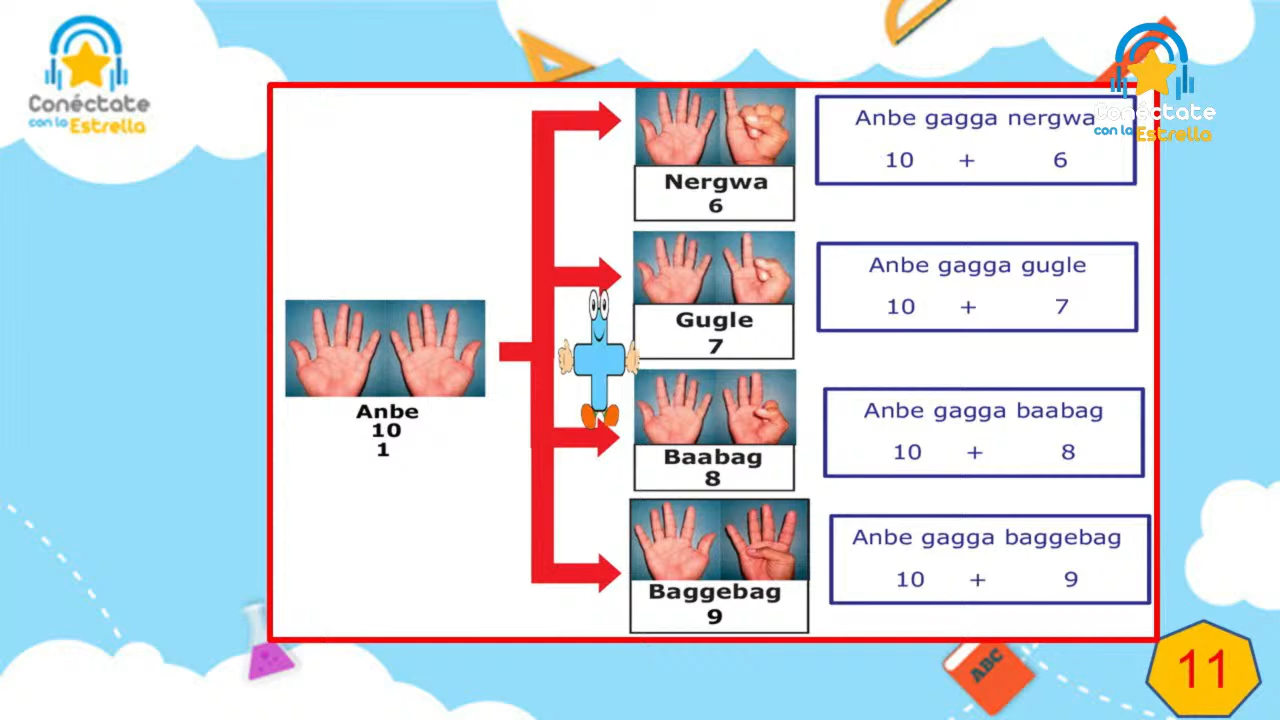 Conéctate
con la Estrella
Conéctate
con la Estrella
Anbe
10
1
Nergwa
6
Anbe gagga nergwa
10 + 6
Gugle
7
Anbe gagga gugle
10 + 7
Baabag
8
Anbe gagga baabag
10 + 8
Baggebag
9
Anbe gagga baggebag
10 + 9
ABC
11